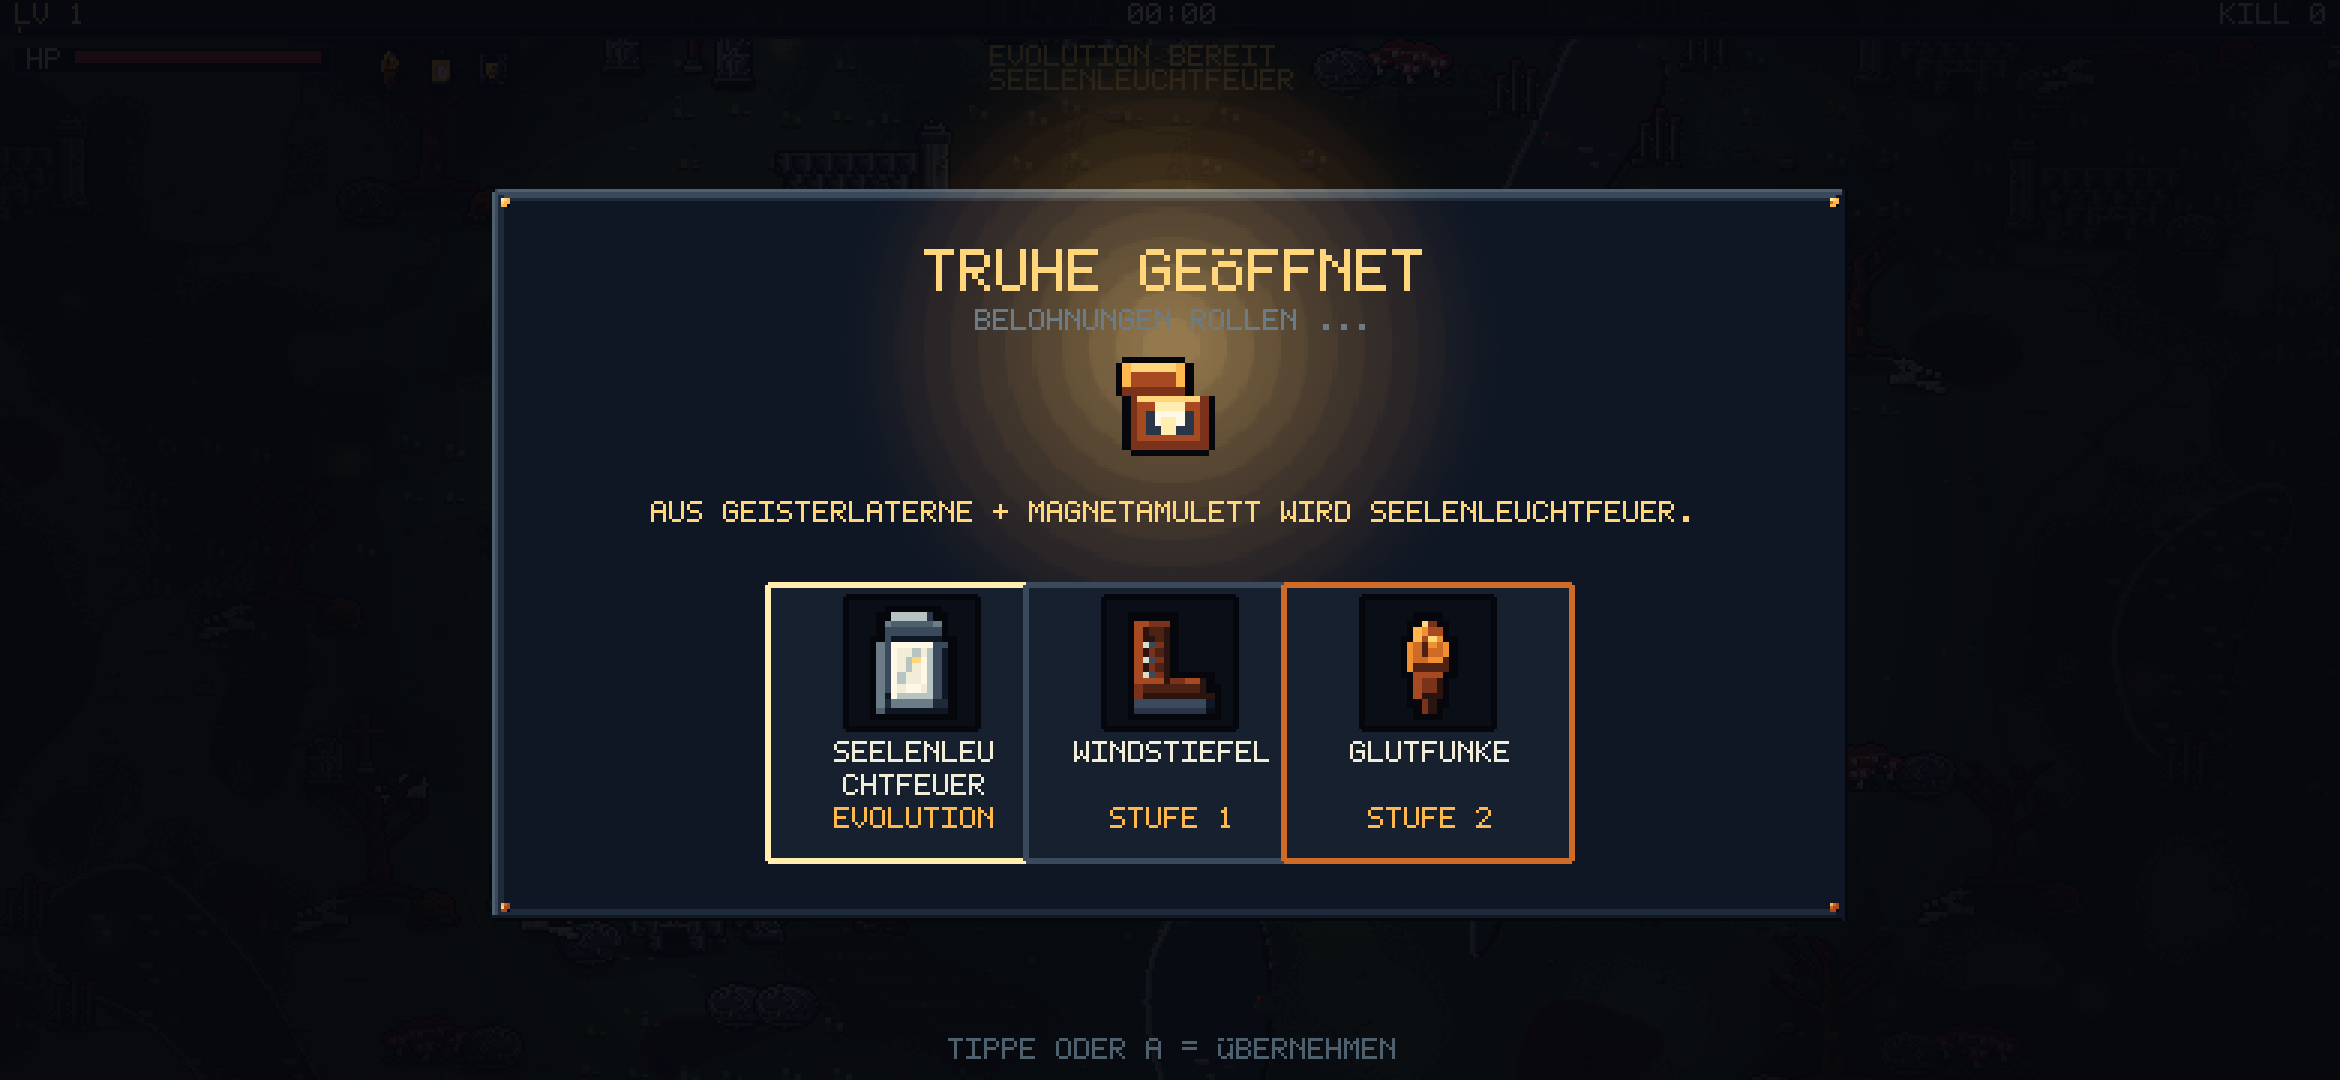 LV 1
00:00
KILL 0
HP
EVOLUTION BEREIT
SEELENLEUCHTFEUER
TRUHE GEöFFNET
BELOHNUNGEN ROLLEN ...
AUS GEISTERLATERNE + MAGNETAMULETT WIRD SEELENLEUCHTFEUER.
SEELENLEU
CHTFEUER
EVOLUTION
WINDSTIEFEL
STUFE 1
GLUTFUNKE
STUFE 2
TIPPE ODER A = üBERNEHMEN